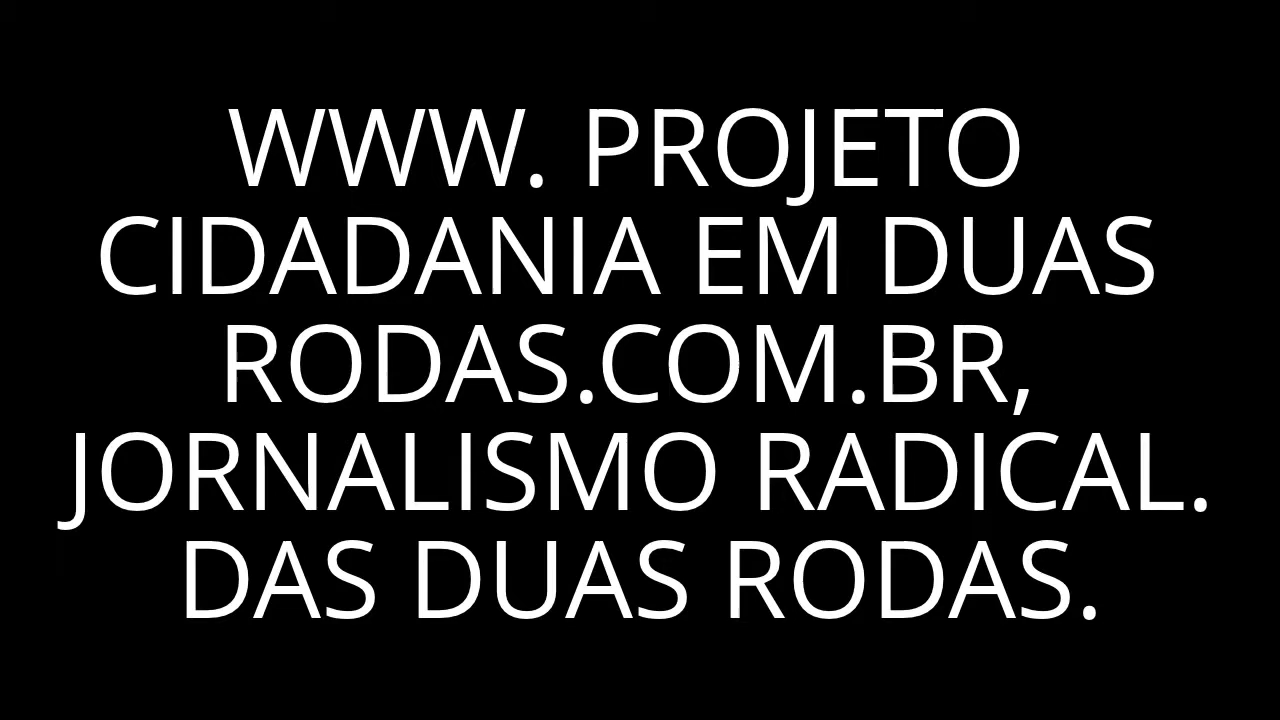 WWW. PROJETO
CIDADANIA EM DUAS
RODAS.COM.BR,
JORNALISMO RADICAL.
DAS DUAS RODAS.